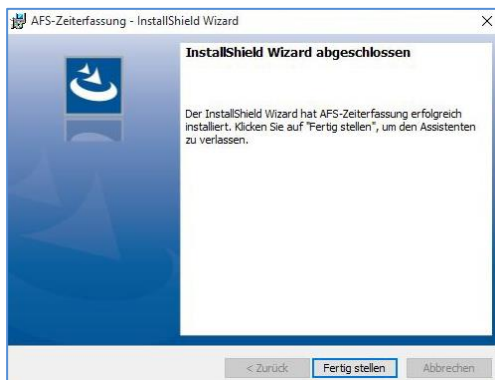 AFS-Zeiterfassung - InstallShield Wizard
InstallShield Wizard abgeschlossen
Der InstallShield Wizard hat AFS-Zeiterfassung erfolgreich
installiert. Klicken Sie auf "Fertig stellen", um den Assistenten
zu verlassen.
< Zurück Fertig stellen Abbrechen